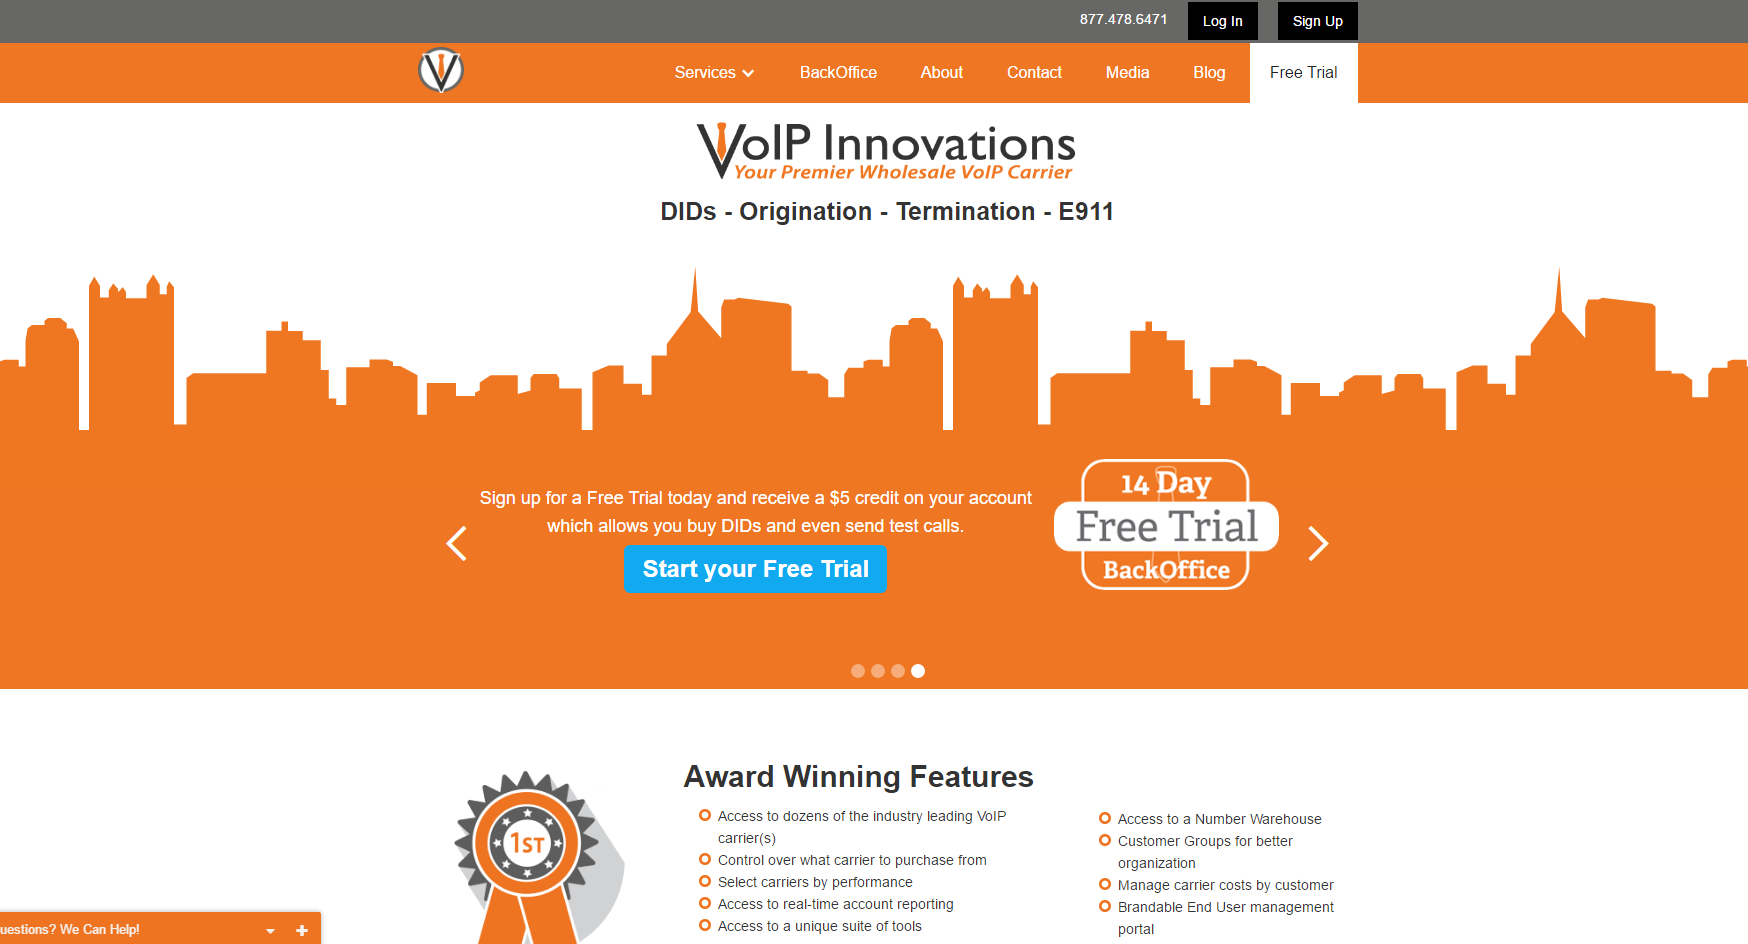 877.478.6471
Log In
Sign Up
Services
BackOffice
About
Contact
Media
Blog
Free Trial
VoIP Innovations
Your Premier Wholesale VoIP Carrier
DIDs - Origination - Termination - E911
Sign up for a Free Trial today and receive a $5 credit on your account
which allows you buy DIDs and even send test calls.
Start your Free Trial
14 Day
Free Trial
BackOffice
Award Winning Features
1ST
Access to dozens of the industry leading VoIP
carrier(s)
Control over what carrier to purchase from
Select carriers by performance
Access to real-time account reporting
Access to a unique suite of tools
Access to a Number Warehouse
Customer Groups for better
organization
Manage carrier costs by customer
Brandable End User management
portal
uestions? We Can Help!